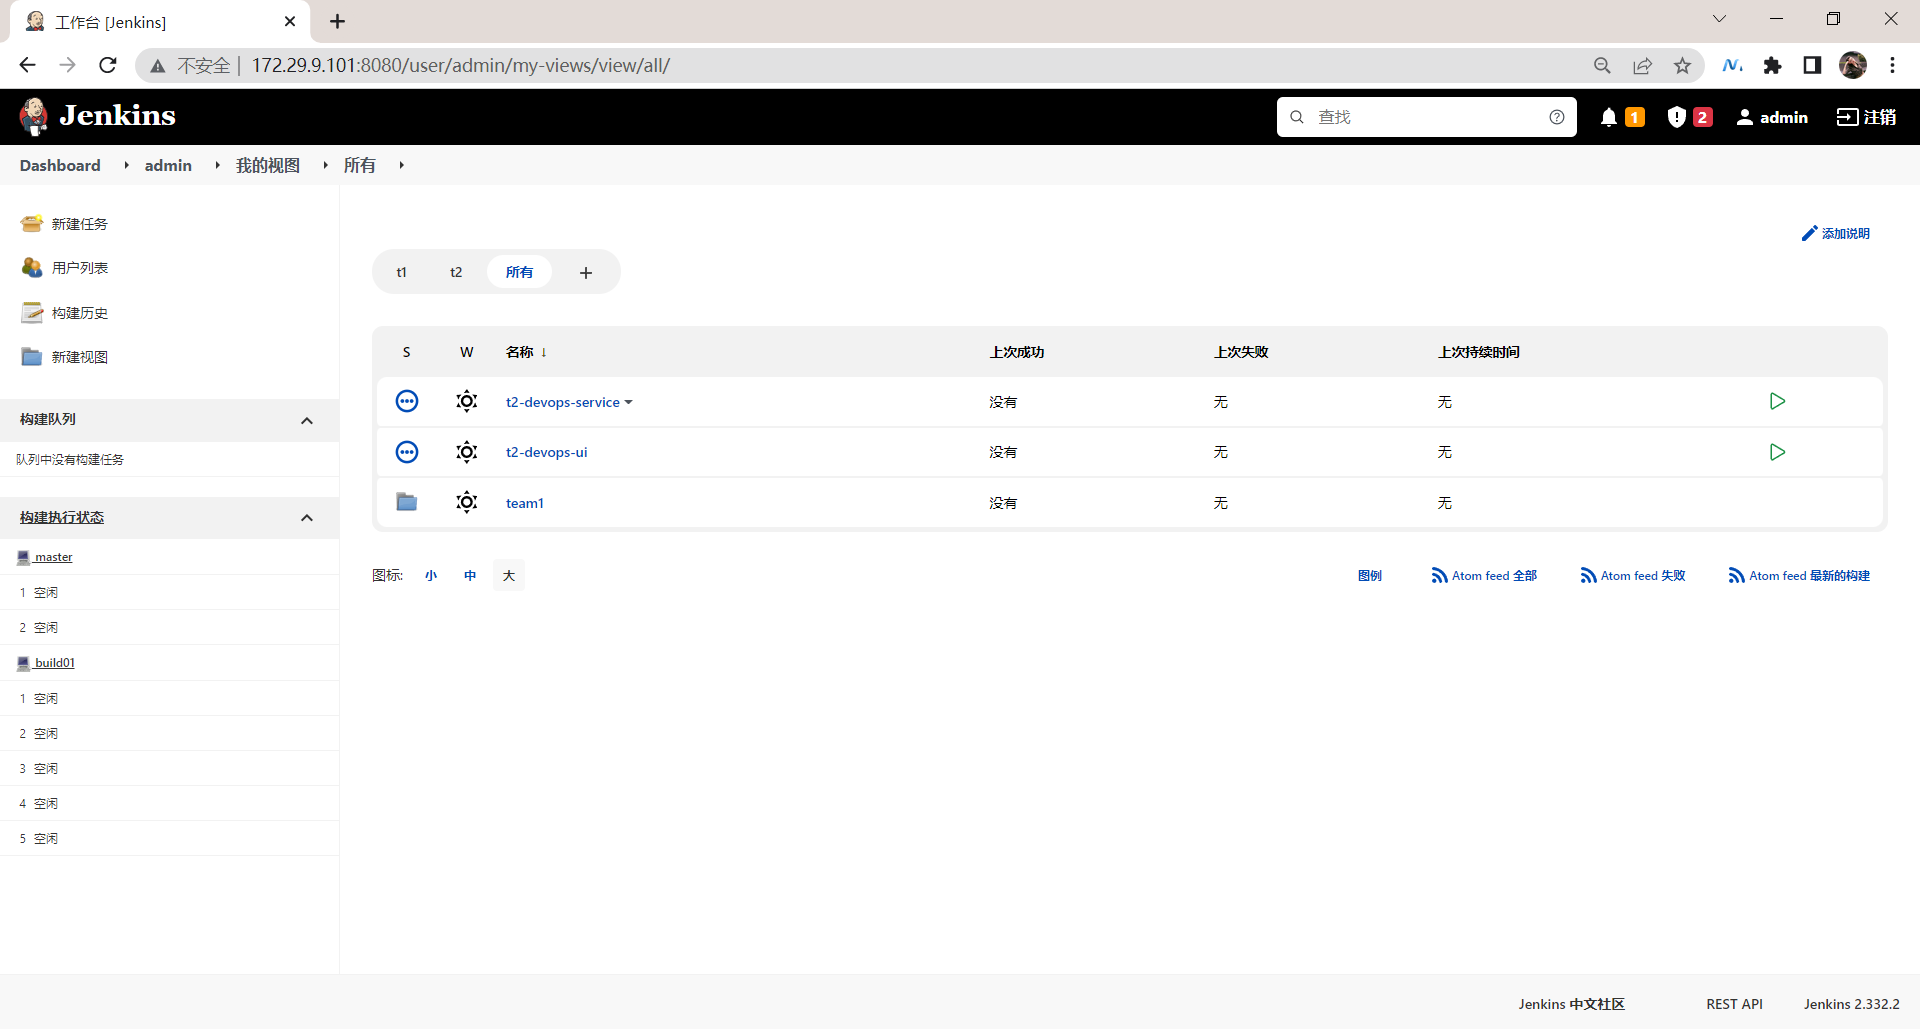 工作台 [Jenkins]
不安全 172.29.9.101:8080/user/admin/my-views/view/all/
Jenkins
查找
1
2
admin
注销
Dashboard admin 我的视图 所有
新建任务
用户列表
构建历史
新建视图
构建队列
队列中没有构建任务
构建执行状态
master
1 空闲
2 空闲
build01
1 空闲
2 空闲
3 空闲
4 空闲
5 空闲
添加说明
t1 t2 所有 +
S W 名称 ↓ 上次成功 上次失败 上次持续时间
t2-devops-service 没有 无 无
t2-devops-ui 没有 无 无
team1 没有 无 无
图标: 小 中 大
图例 Atom feed 全部 Atom feed 失败 Atom feed 最新的构建
Jenkins 中文社区 REST API Jenkins 2.332.2